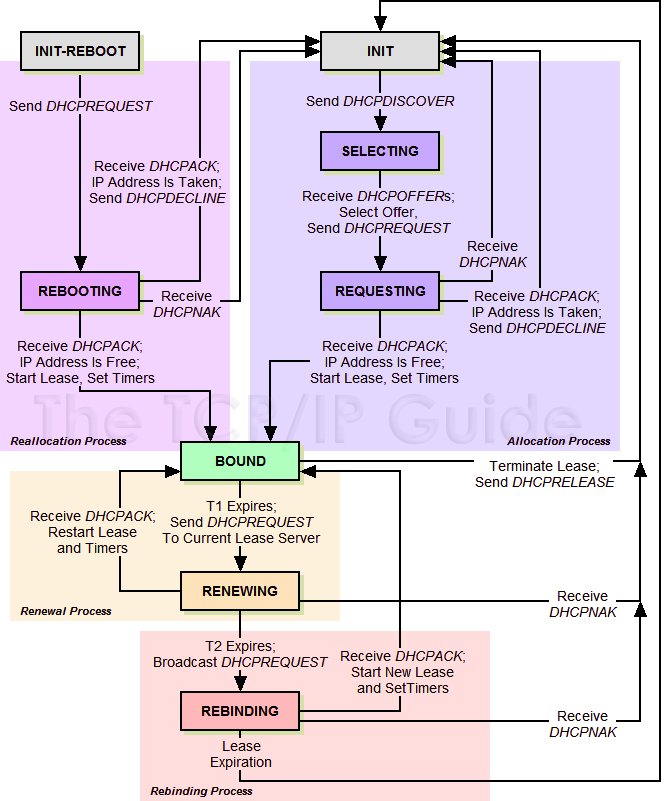 INIT-REBOOT
INIT
Send DHCPREQUEST
Send DHCPDISCOVER
SELECTING
Receive DHCPACK;
IP Address Is Taken;
Send DHCPDECLINE
Receive DHCPOFFERs;
Select Offer,
Send DHCPREQUEST
Receive
DHCPNAK
REBOOTING
Receive
DHCPNAK
REQUESTING
Receive DHCPACK;
IP Address Is Taken;
Send DHCPDECLINE
Receive DHCPACK;
IP Address Is Free;
Start Lease, Set Timers
Receive DHCPACK;
IP Address Is Free;
Start Lease, Set Timers
The TCP/IP Guide
Reallocation Process
Allocation Process
BOUND
Terminate Lease;
Send DHCPRELEASE
Receive DHCPACK;
Restart Lease
and Timers
T1 Expires;
Send DHCPREQUEST
To Current Lease Server
RENEWING
Receive
DHCPNAK
Renewal Process
T2 Expires;
Broadcast DHCPREQUEST
Receive DHCPACK;
Start New Lease
and SetTimers
REBINDING
Receive
DHCPNAK
Lease
Expiration
Rebinding Process